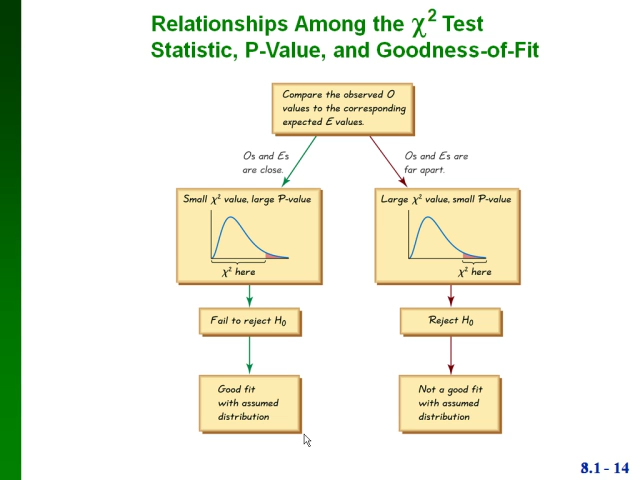 Relationships Among the χ² Test
Statistic, P-Value, and Goodness-of-Fit
Compare the observed O
values to the corresponding
expected E values.
Os and Es
are close.
Os and Es are
far apart.
Small χ² value, large P-value
χ² here
Large χ² value, small P-value
χ² here
Fail to reject H₀
Reject H₀
Good fit
with assumed
distribution
Not a good fit
with assumed
distribution
8.1 - 14